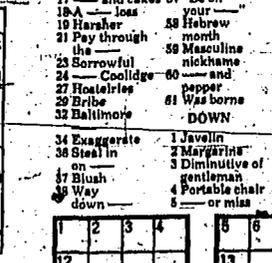 18 A — loss
19 Harsher
21 Pay through
the —
23 Sorrowful
24 — Coolidge
27 Hostelries
29 Bribe
32 Baltimore
34 Exaggerate
36 Steal in
on —
37 Blush
38 Way
down —
your —"
58 Hebrew
month
59 Masculine
nickname
60 — and
pepper
61 Was borne
DOWN
1 Javelin
2 Margarine
3 Diminutive of
gentleman
4 Portable chair
5 — or miss
1 2 3 4
5 6
12
13